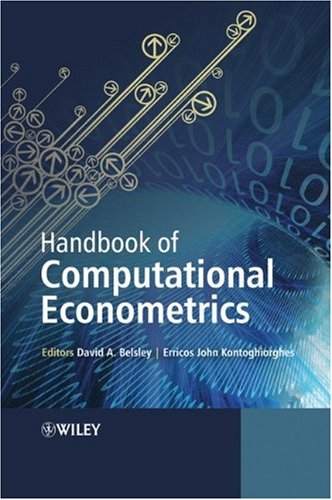 Handbook of
Computational
Econometrics
Editors David A. Belsley | Erricos John Kontoghiorghes
WILEY